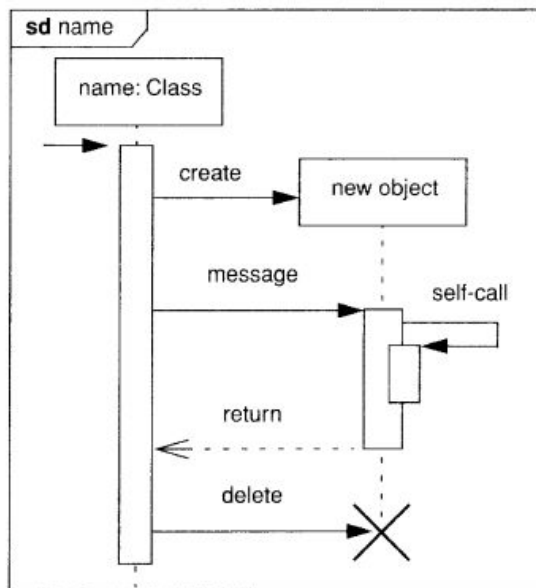 sd name
name: Class
create
new object
message
self-call
return
delete